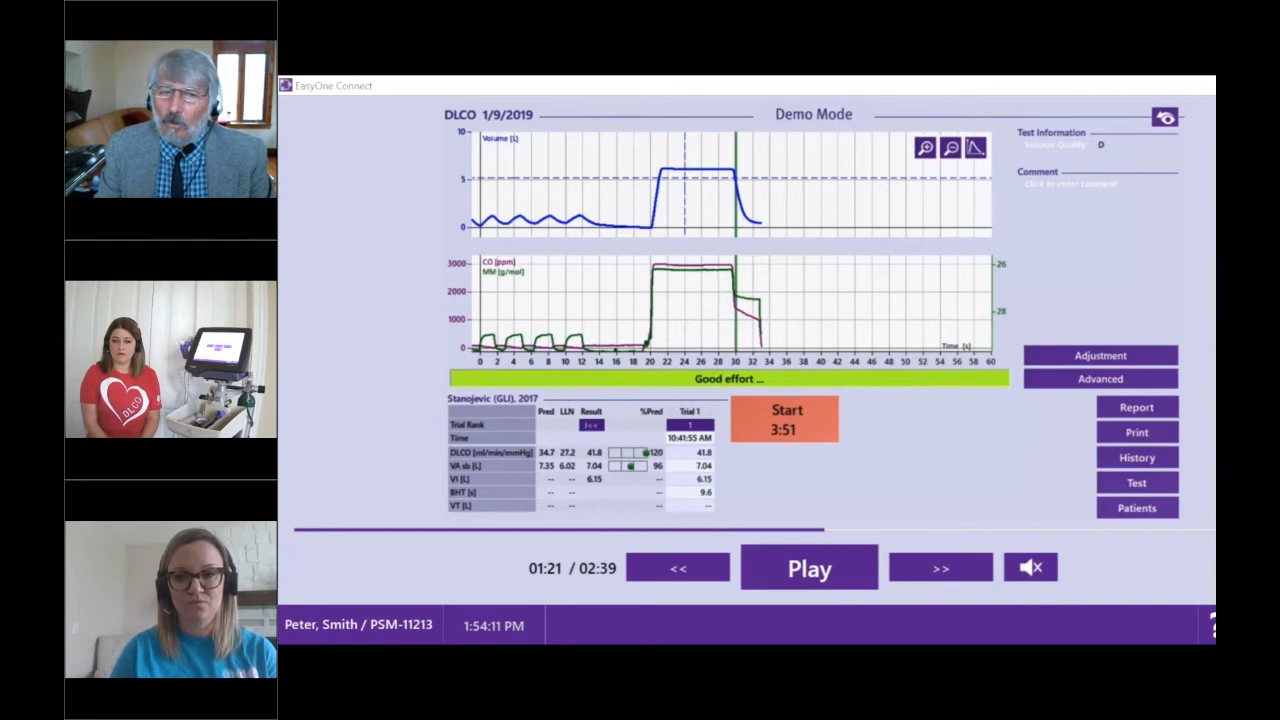 EasyOne Connect
DLCO 1/9/2019
Demo Mode
Volume [L]
10
5
0
Test Information
Session Quality: D
Comment
Click to enter comment
CO [ppm]
MM [g/mol]
3000
2000
1000
0
26
28
Time [s]
0 2 4 6 8 10 12 14 16 18 20 22 24 26 28 30 32 34 36 38 40 42 44 46 48 50 52 54 56 58 60
Good effort ...
Adjustment
Advanced
Stanojevic (GLI), 2017
Pred LLN Result %Pred Trial 1
Trial Rank I<< 1
Time 10:41:55 AM
DLCO [ml/min/mmHg] 34.7 27.2 41.8 120 41.8
VA sb [L] 7.35 6.02 7.04 96 7.04
VI [L] -- -- 6.15 -- 6.15
BHT [s] -- -- -- 9.6
VT [L] -- -- -- --
Start
3:51
Report
Print
History
Test
Patients
01:21 / 02:39
<<
Play
>>
Peter, Smith / PSM-11213
1:54:11 PM
?
DLCO